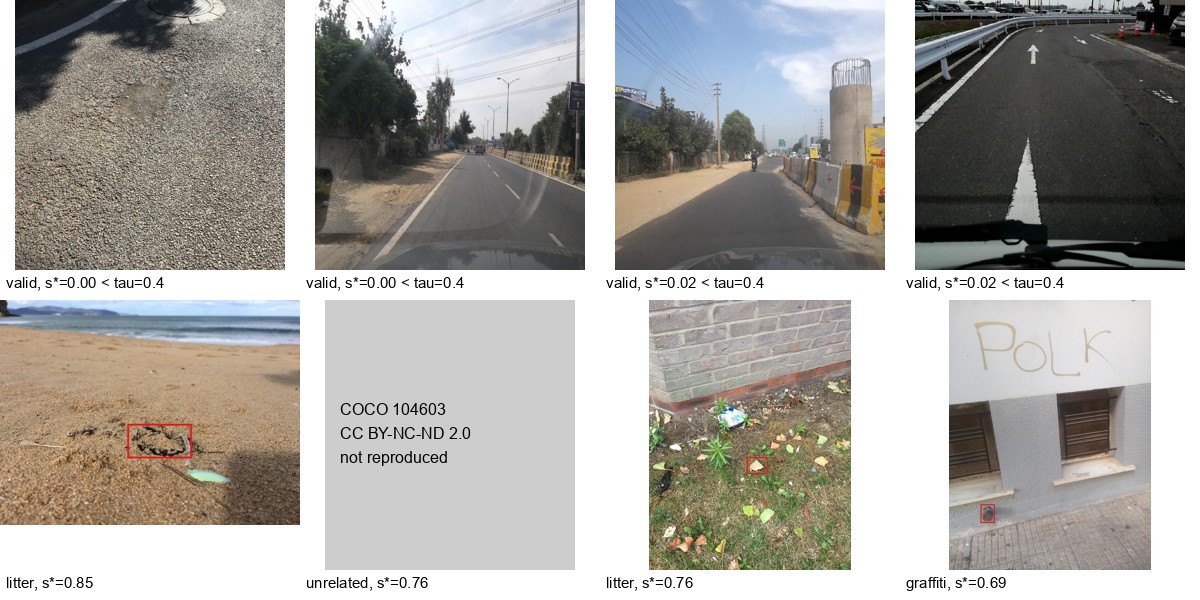 valid, s*=0.00 < tau=0.4
valid, s*=0.00 < tau=0.4
valid, s*=0.02 < tau=0.4
valid, s*=0.02 < tau=0.4
COCO 104603
CC BY-NC-ND 2.0
not reproduced
POLK
litter, s*=0.85
unrelated, s*=0.76
litter, s*=0.76
graffiti, s*=0.69